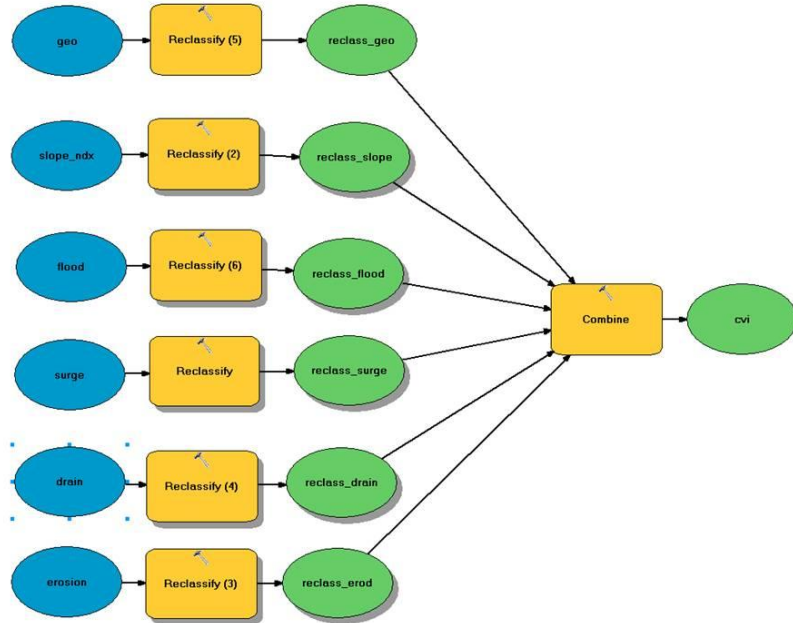 geo
Reclassify (5)
reclass_geo
slope_ndx
Reclassify (2)
reclass_slope
flood
Reclassify (6)
reclass_flood
Combine
cvi
surge
Reclassify
reclass_surge
drain
Reclassify (4)
reclass_drain
erosion
Reclassify (3)
reclass_erod